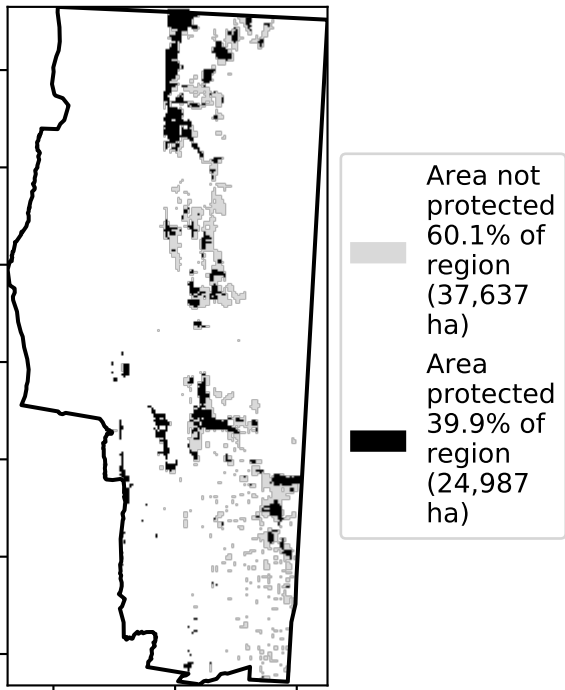 Area not
protected
60.1% of
region
(37,637
ha)
Area
protected
39.9% of
region
(24,987
ha)